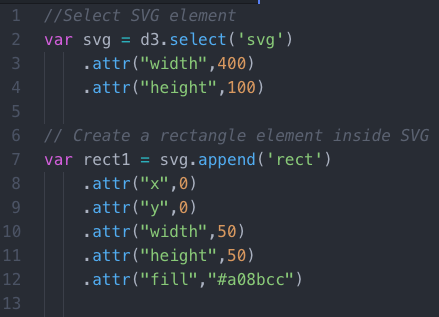 1 //Select SVG element
2 var svg = d3.select('svg')
3     .attr("width",400)
4     .attr("height",100)
5
6 // Create a rectangle element inside SVG
7 var rect1 = svg.append('rect')
8     .attr("x",0)
9     .attr("y",0)
10     .attr("width",50)
11     .attr("height",50)
12     .attr("fill","#a08bcc")
13